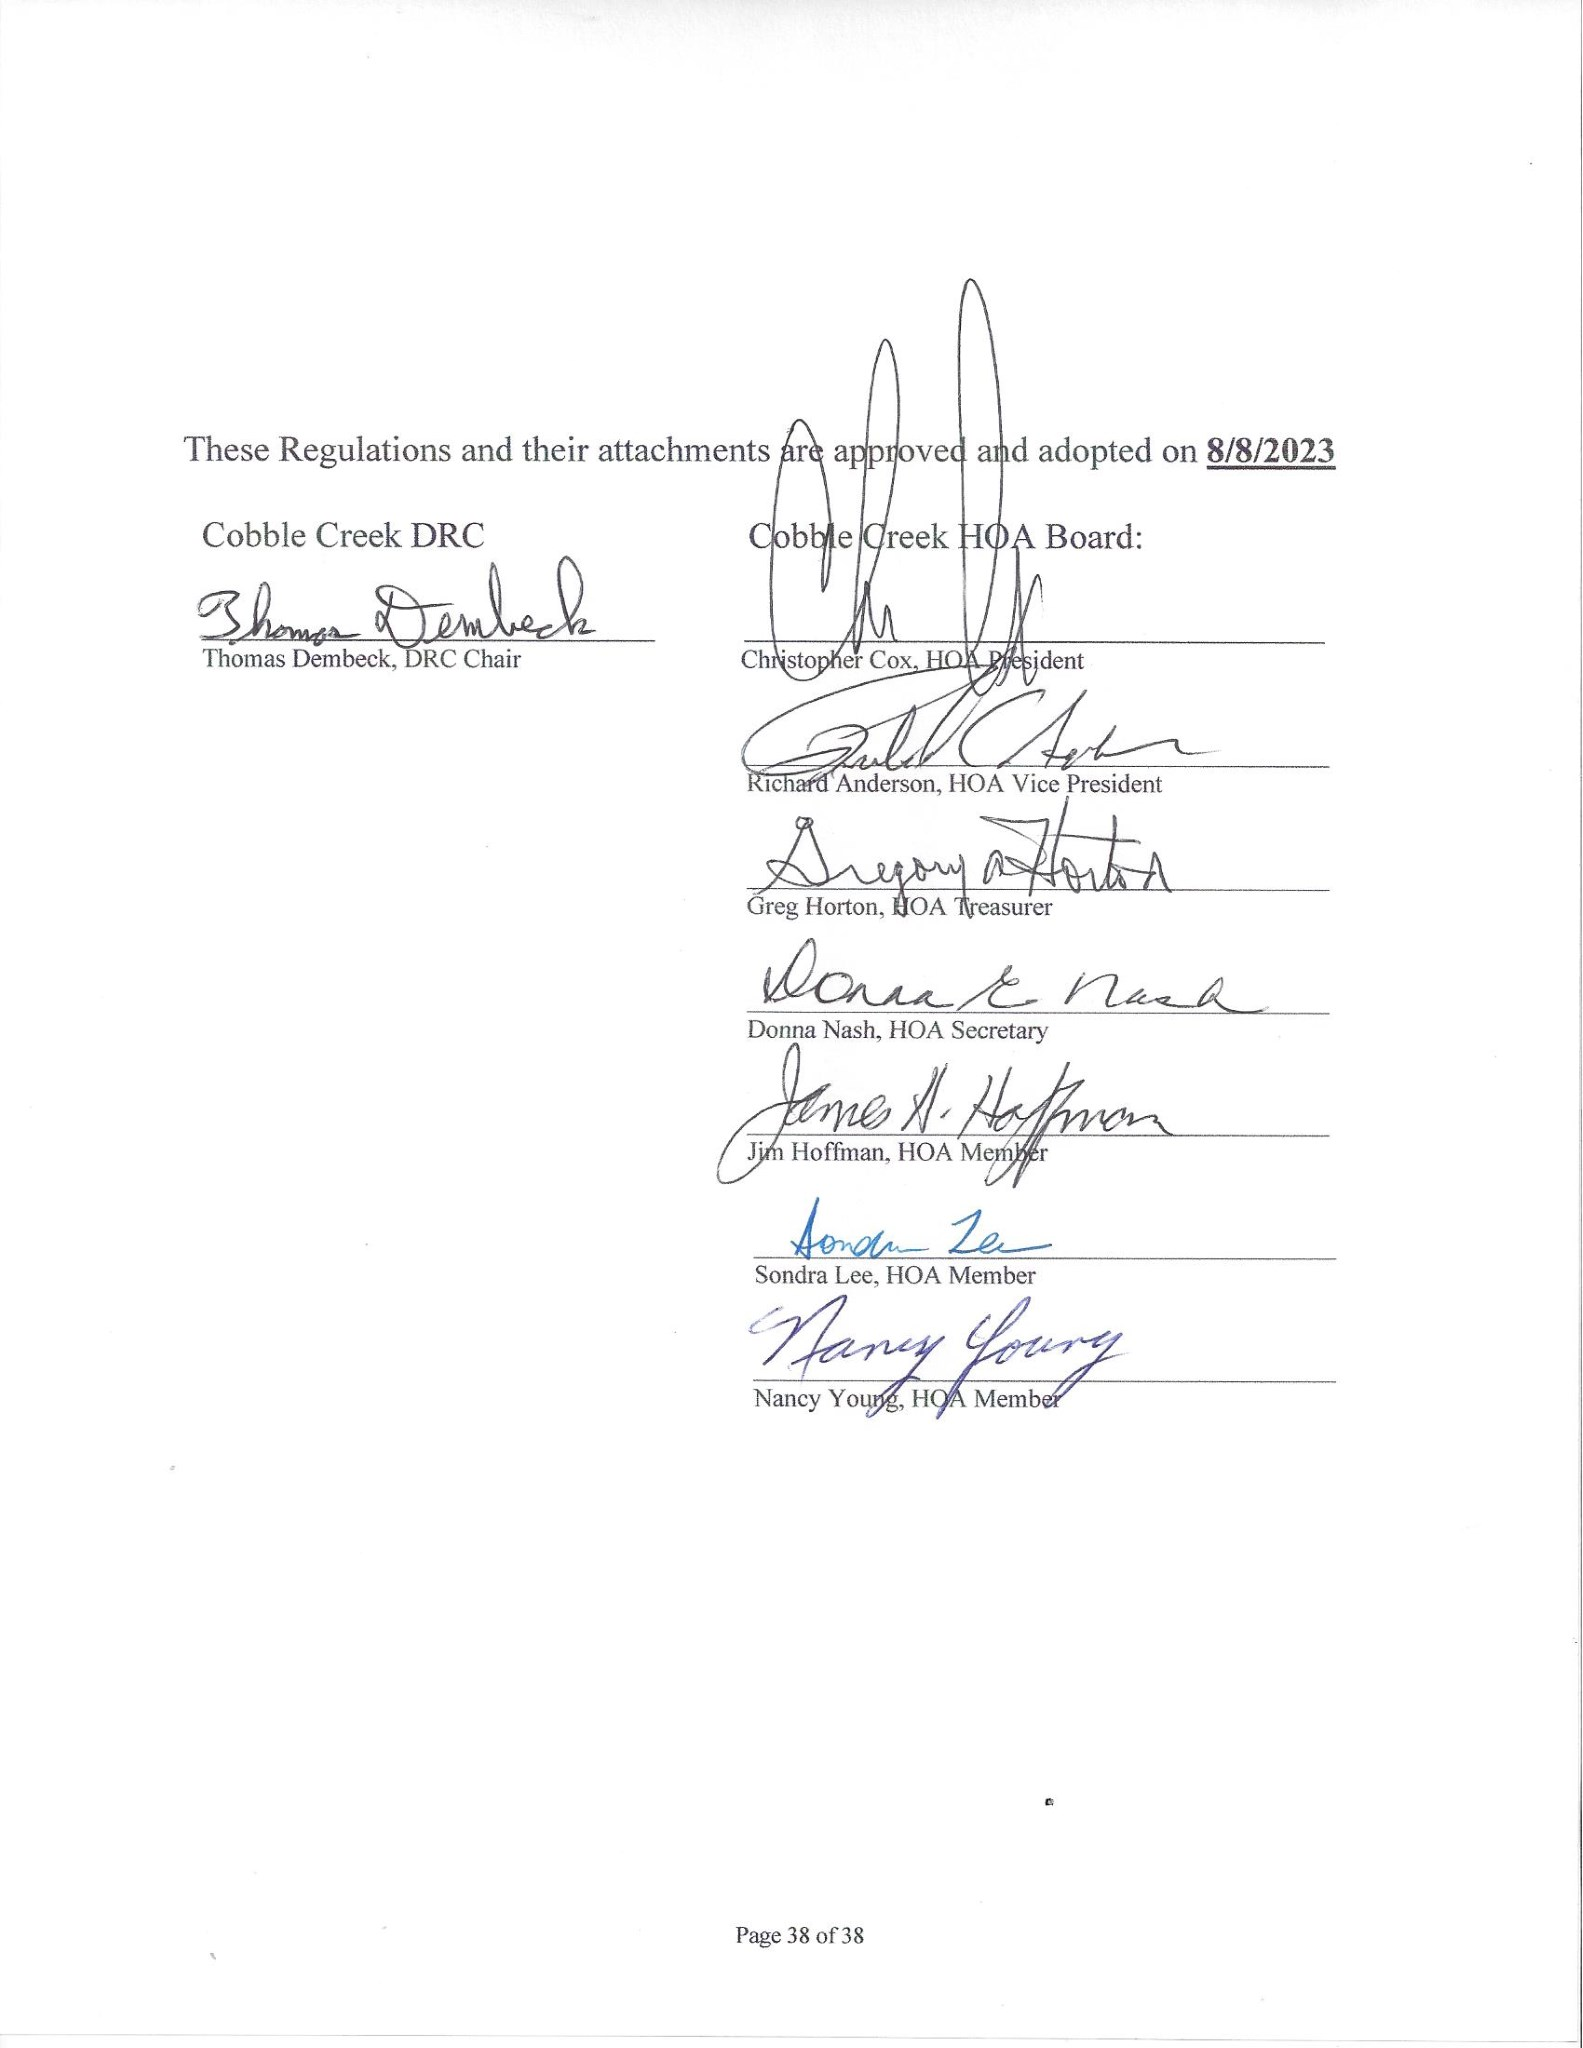 These Regulations and their attachments are approved and adopted on 8/8/2023
Cobble Creek DRC
Thomas Dembeck
Thomas Dembeck, DRC Chair
Cobble Creek HOA Board:
Christopher Cox, HOA President
Richard Anderson, HOA Vice President
Gregory A Horton
Greg Horton, HOA Treasurer
Donna E Nash
Donna Nash, HOA Secretary
James H. Hoffman
Jim Hoffman, HOA Member
Sondra Lee
Sondra Lee, HOA Member
Nancy Young
Nancy Young, HOA Member
Page 38 of 38